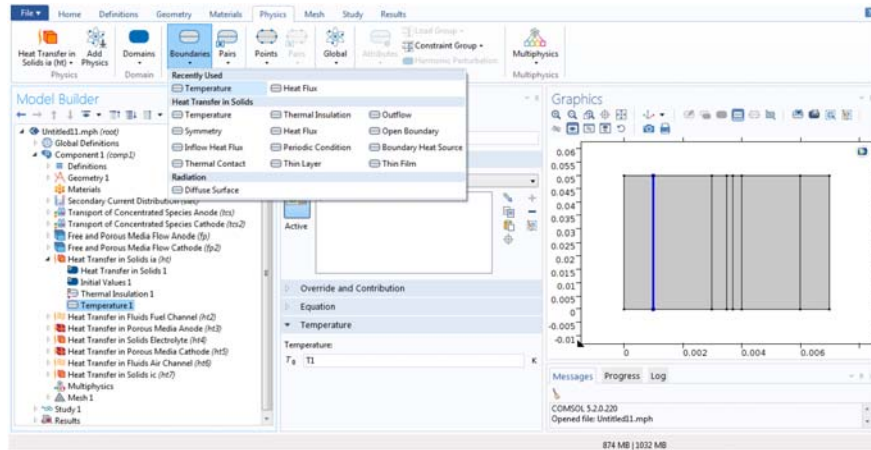 File Home Definitions Geometry Materials Physics Mesh Study Results
Load Group
Constraint Group
Harmonic Perturbation
Heat Transfer in Solids ia (ht) Add Physics Domains Boundaries Pairs Points Pairs Global Attributes Multiphysics
Physics Domain Multiphysics
Recently Used
Temperature Heat Flux
Heat Transfer in Solids
Temperature Thermal Insulation Outflow
Symmetry Heat Flux Open Boundary
Inflow Heat Flux Periodic Condition Boundary Heat Source
Thermal Contact Thin Layer Thin Film
Radiation
Diffuse Surface
Model Builder
Untitled11.mph (root)
Global Definitions
Component 1 (comp1)
Definitions
Geometry 1
Materials
Secondary Current Distribution
Transport of Concentrated Species Anode (tcs)
Transport of Concentrated Species Cathode (tcs2)
Free and Porous Media Flow Anode (fp)
Free and Porous Media Flow Cathode (fp2)
Heat Transfer in Solids ia (ht)
Heat Transfer in Solids 1
Initial Values 1
Thermal Insulation 1
Temperature 1
Heat Transfer in Fluids Fuel Channel (ht2)
Heat Transfer in Porous Media Anode (ht3)
Heat Transfer in Solids Electrolyte (ht4)
Heat Transfer in Porous Media Cathode (ht5)
Heat Transfer in Fluids Air Channel (ht6)
Heat Transfer in Solids ic (ht7)
Multiphysics
Mesh 1
Study 1
Results
Active
Override and Contribution
Equation
Temperature
Temperature:
T0 T1 K
Graphics
0.06
0.055
0.05
0.045
0.04
0.035
0.03
0.025
0.02
0.015
0.01
0.005
0
-0.005
-0.01
0 0.002 0.004 0.006
Messages Progress Log
COMSOL 5.2.0.220
Opened file: Untitled11.mph
874 MB | 1032 MB